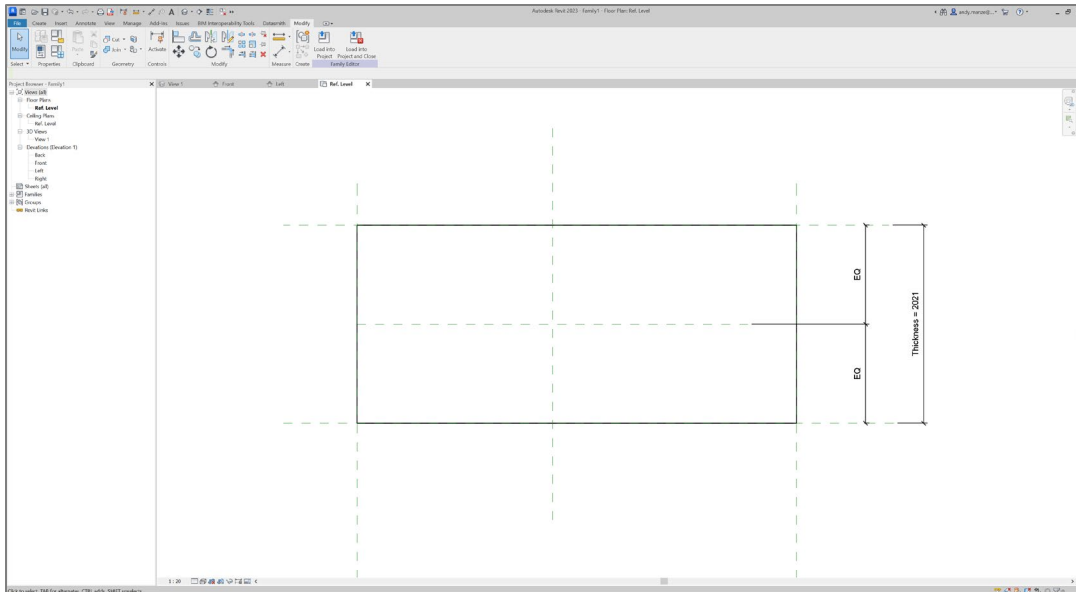 Autodesk Revit 2023 - Family1 - Floor Plan: Ref. Level
File Create Insert Annotate View Manage Add-Ins Issues Interoperability Tools Datasmith Modify
Modify
Cut
Join
Activate
Load into Project
Load into Project and Close
Select Properties Clipboard Geometry Controls Modify Measure Create Family Editor
Project Browser - Family1
View 1 Front Left Ref. Level
Views (all)
Floor Plans
Ref. Level
Ceiling Plans
Ref. Level
3D Views
View 1
Elevations (Elevation 1)
Back
Front
Left
Right
Sheets (all)
Families
Groups
Revit Links
EQ
Thickness = 2021
EQ
1 : 20